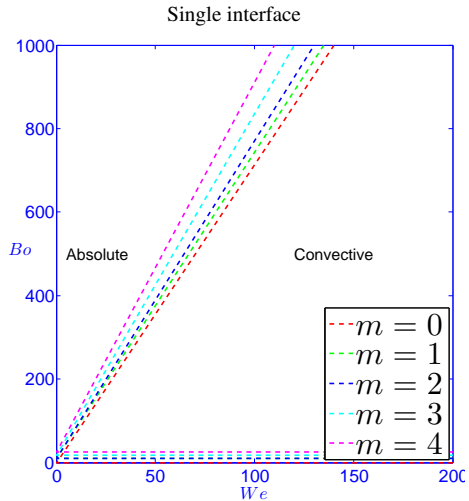 Single interface
1000
800
600
Bo
Absolute
Convective
400
200
0
m = 0
m = 1
m = 2
m = 3
m = 4
0 50 100 150 200
We